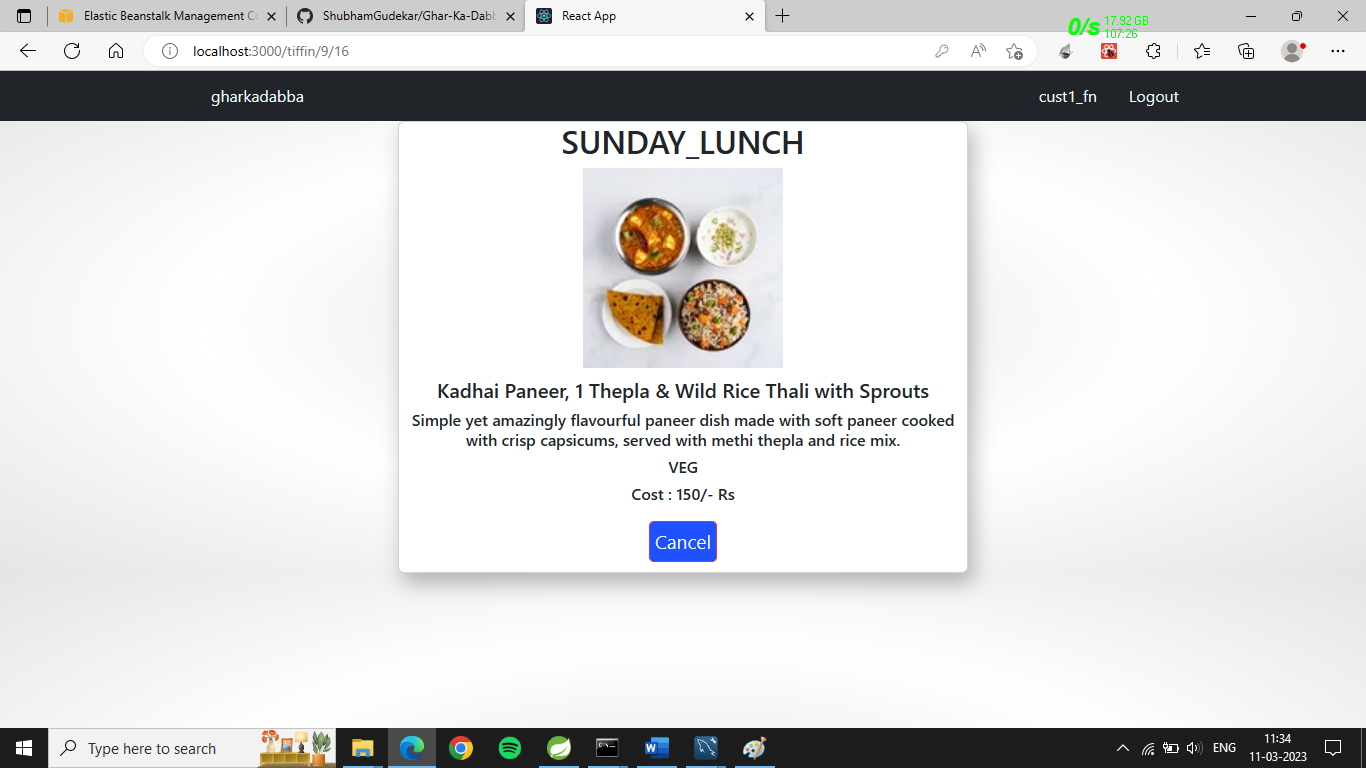 Elastic Beanstalk Management Co
ShubhamGudekar/Ghar-Ka-Dabb
React App
0/s
17.92 GB
107:26
localhost:3000/tiffin/9/16
gharkadabba
cust1_fn
Logout
SUNDAY_LUNCH
Kadhai Paneer, 1 Thepla & Wild Rice Thali with Sprouts
Simple yet amazingly flavourful paneer dish made with soft paneer cooked
with crisp capsicums, served with methi thepla and rice mix.
VEG
Cost : 150/- Rs
Cancel
Type here to search
ENG
11:34
11-03-2023